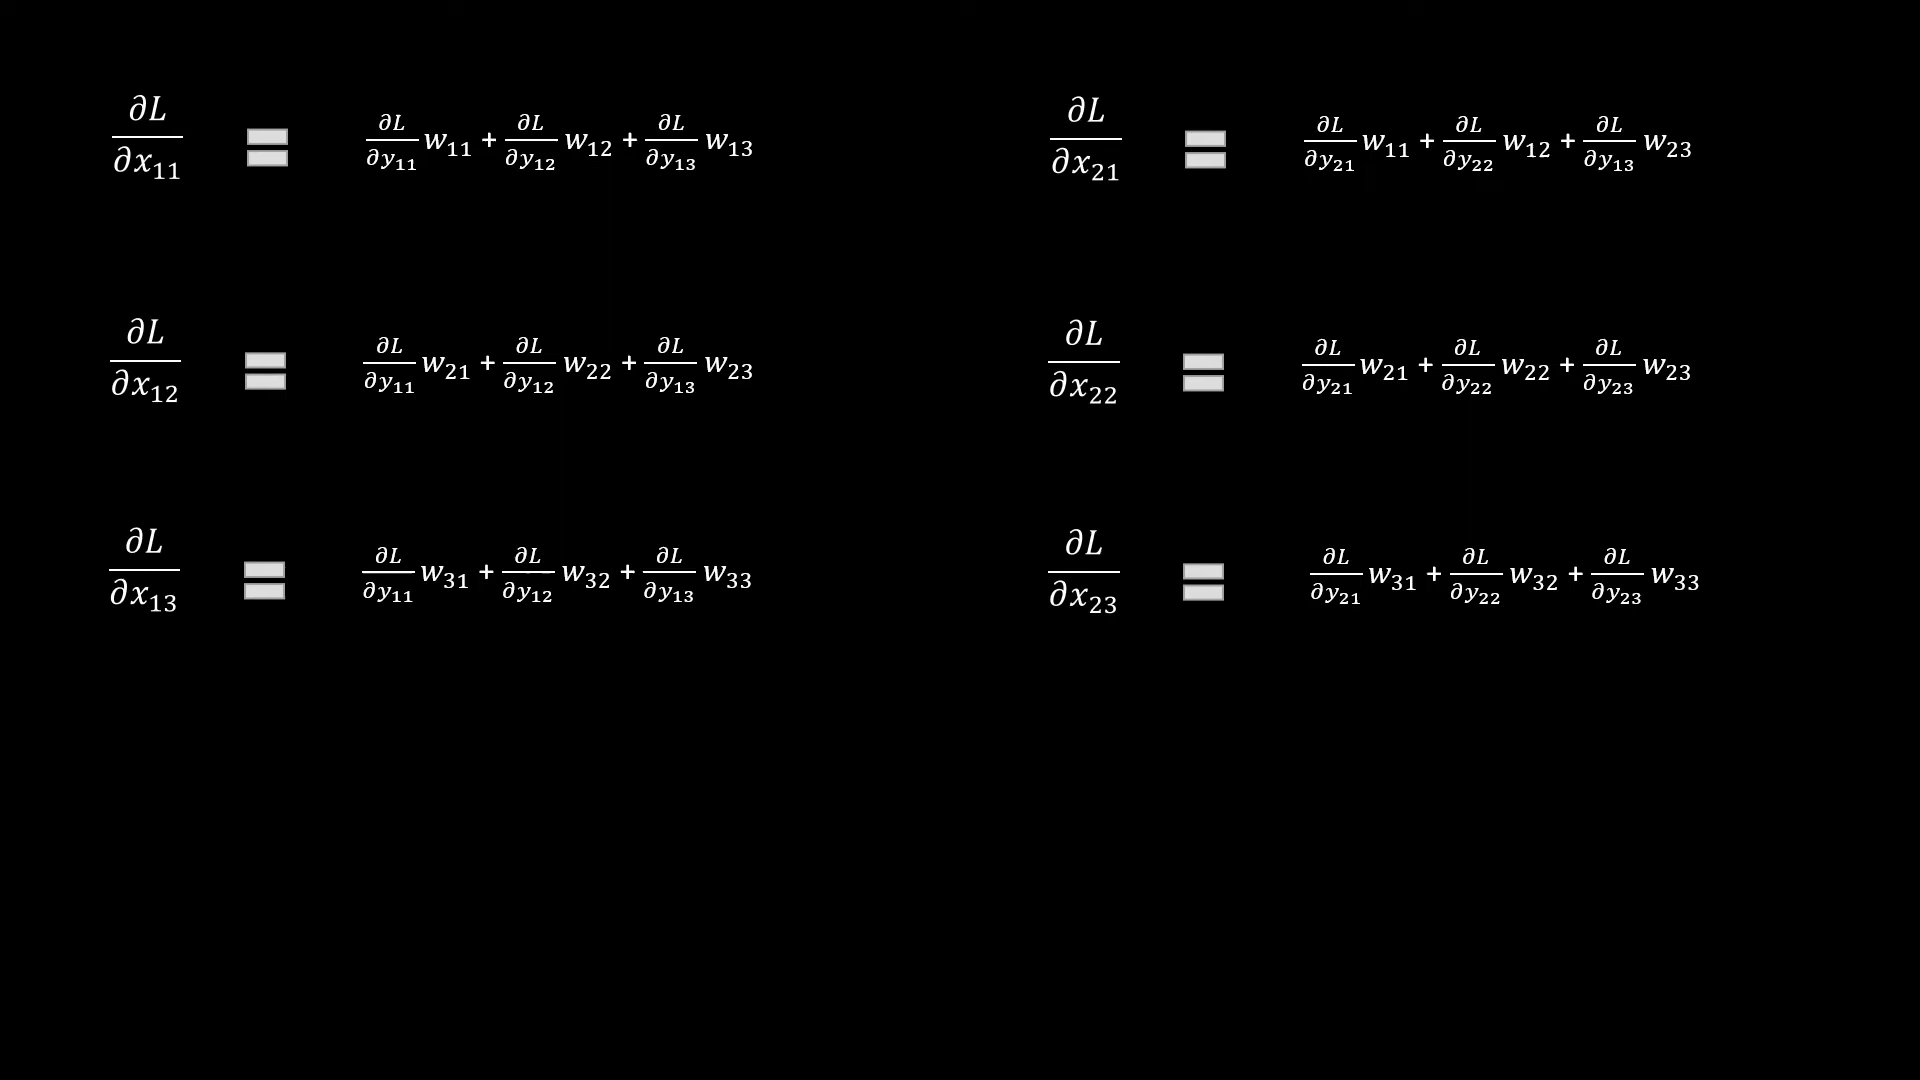 ∂L/∂x₁₁ = ∂L/∂y₁₁ w₁₁ + ∂L/∂y₁₂ w₁₂ + ∂L/∂y₁₃ w₁₃
∂L/∂x₂₁ = ∂L/∂y₂₁ w₁₁ + ∂L/∂y₂₂ w₁₂ + ∂L/∂y₁₃ w₂₃
∂L/∂x₁₂ = ∂L/∂y₁₁ w₂₁ + ∂L/∂y₁₂ w₂₂ + ∂L/∂y₁₃ w₂₃
∂L/∂x₂₂ = ∂L/∂y₂₁ w₂₁ + ∂L/∂y₂₂ w₂₂ + ∂L/∂y₂₃ w₂₃
∂L/∂x₁₃ = ∂L/∂y₁₁ w₃₁ + ∂L/∂y₁₂ w₃₂ + ∂L/∂y₁₃ w₃₃
∂L/∂x₂₃ = ∂L/∂y₂₁ w₃₁ + ∂L/∂y₂₂ w₃₂ + ∂L/∂y₂₃ w₃₃